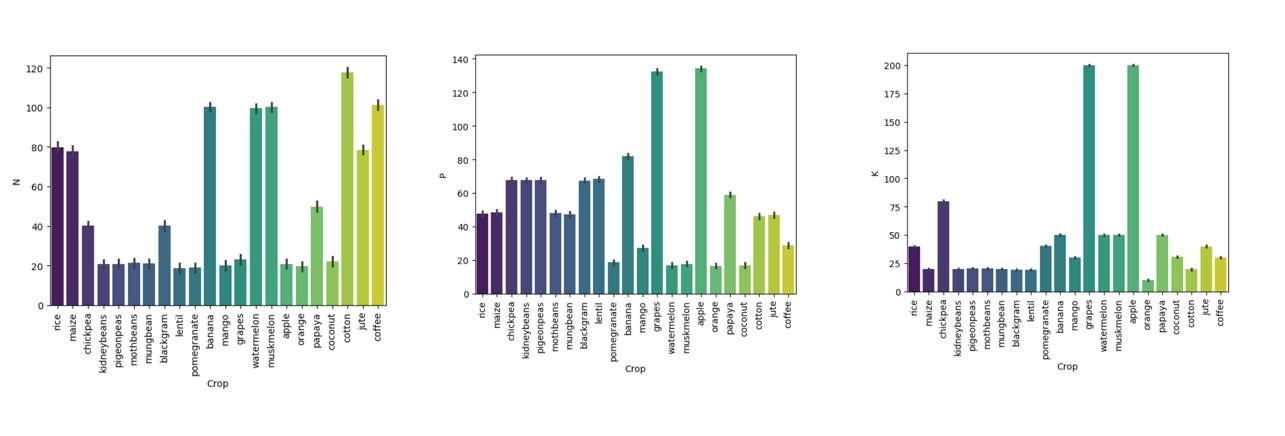 120
100
80
60
40
20
0
N
rice
maize
chickpea
kidneybeans
pigeonpeas
mothbeans
mungbean
blackgram
lentil
pomegranate
banana
mango
grapes
watermelon
muskmelon
apple
orange
papaya
coconut
cotton
jute
coffee
Crop
140
120
100
80
60
40
20
0
P
rice
maize
chickpea
kidneybeans
pigeonpeas
mothbeans
mungbean
blackgram
lentil
pomegranate
banana
mango
grapes
watermelon
muskmelon
apple
orange
papaya
coconut
cotton
jute
coffee
Crop
200
175
150
125
100
75
50
25
0
K
rice
maize
chickpea
kidneybeans
pigeonpeas
mothbeans
mungbean
blackgram
lentil
pomegranate
banana
mango
grapes
watermelon
muskmelon
apple
orange
papaya
coconut
cotton
jute
coffee
Crop